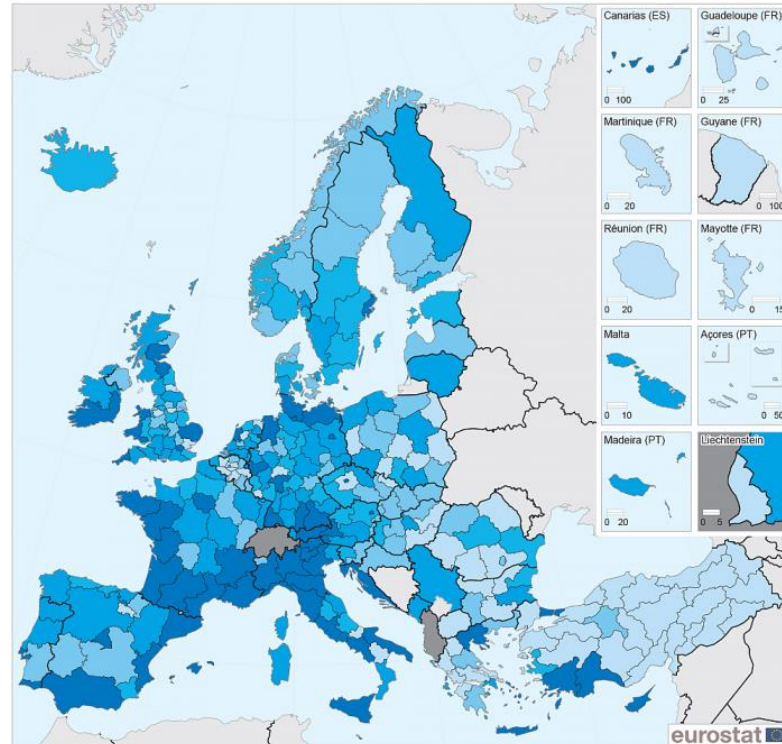 Canarias (ES)
0 100
Guadeloupe (FR)
0 25
Martinique (FR)
0 20
Guyane (FR)
0 100
Réunion (FR)
0 20
Mayotte (FR)
0 15
Malta
0 10
Açores (PT)
0 50
Madeira (PT)
0 20
Liechtenstein
0 5
eurostat